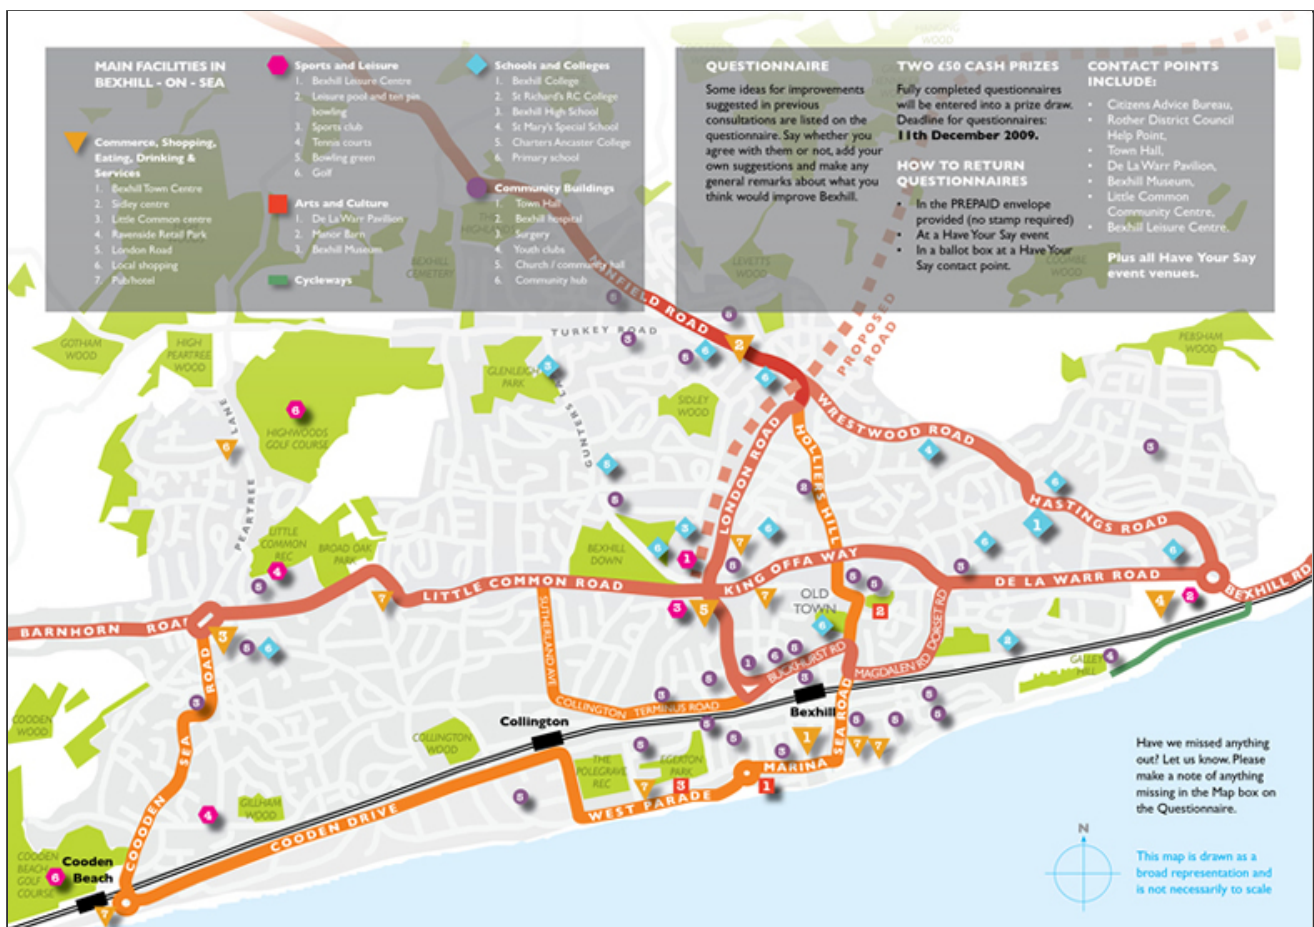 MAIN FACILITIES IN
BEXHILL - ON - SEA
Commerce, Shopping,
Eating, Drinking &
Services
1. Bexhill Town Centre
2. Sidley centre
3. Little Common centre
4. Ravenside Retail Park
5. London Road
6. Local shopping
7. Pub/hotel
Sports and Leisure
1. Bexhill Leisure Centre
2. Leisure pool and ten pin
bowling
3. Sports club
4. Tennis courts
5. Bowling green
6. Golf
Arts and Culture
1. De La Warr Pavillion
2. Manor Barn
3. Bexhill Museum
Cycleways
Schools and Colleges
1. Bexhill College
2. St Richard's RC College
3. Bexhill High School
4. St Mary's Special School
5. Charters Ancaster College
6. Primary school
Community Buildings
1. Town Hall
2. Bexhill hospital
3. Surgery
4. Youth clubs
5. Church / community hall
6. Community hub
QUESTIONNAIRE
Some ideas for improvements
suggested in previous
consultations are listed on the
questionnaire. Say whether you
agree with them or not, add your
own suggestions and make any
general remarks about what you
think would improve Bexhill.
TWO £50 CASH PRIZES
Fully completed questionnaires
will be entered into a prize draw.
Deadline for questionnaires:
11th December 2009.
HOW TO RETURN
QUESTIONNAIRES
• In the PREPAID envelope
provided (no stamp required)
• At a Have Your Say event
• In a ballot box at a Have Your
Say contact point.
CONTACT POINTS
INCLUDE:
• Citizens Advice Bureau,
• Rother District Council
Help Point,
• Town Hall,
• De La Warr Pavilion,
• Bexhill Museum,
• Little Common
Community Centre,
• Bexhill Leisure Centre.
Plus all Have Your Say
event venues.
WOOD
BEXHILL
CEMETERY
THE
HIGHLANDS
LEVETTS
WOOD
COOMBE
WOOD
NINFIELD ROAD
PROPOSED
ROAD
TURKEY ROAD
GOTHAM
WOOD
HIGH
PEARTREE
WOOD
PEBSHAM
WOOD
GLENLEIGH
PARK
GUNTERS LA
SIDLEY
WOOD
PEARTREE LANE
HIGHWOODS
GOLF COURSE
WRESTWOOD ROAD
HOLLIERS HILL
LONDON ROAD
HASTINGS ROAD
LITTLE
COMMON
REC
BROAD OAK
PARK
BEXHILL
DOWN
BARNHORN ROAD
LITTLE COMMON ROAD
KING OFFA WAY
DE LA WARR ROAD
BEXHILL RD
OLD
TOWN
SUTHERLAND AVE
DORSET RD
BUCKHURST RD
MAGDALEN RD
GALLEY
HILL
COLLINGTON TERMINUS ROAD
Collington
Bexhill
SEA ROAD
COODEN
WOOD
COLLINGTON
WOOD
THE
POLEGRAVE
REC
EGERTON
PARK
MARINA
WEST PARADE
COOODEN SEA ROAD
COODEN DRIVE
GILLHAM
WOOD
COODEN
BEACH
GOLF
COURSE
Cooden
Beach
Have we missed anything
out? Let us know. Please
make a note of anything
missing in the Map box on
the Questionnaire.
N
This map is drawn as a
broad representation and
is not necessarily to scale